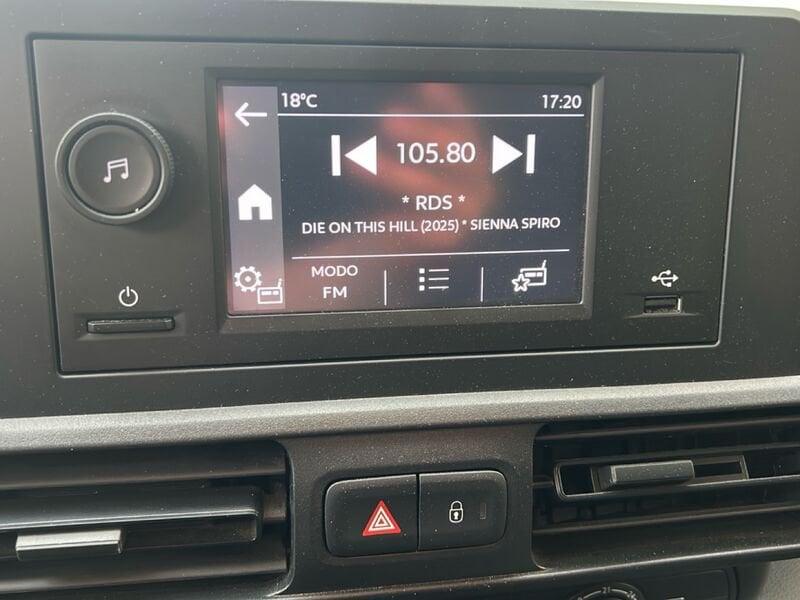 18°C 17:20
105.80
* RDS *
DIE ON THIS HILL (2025) * SIENNA SPIRO
MODO
FM